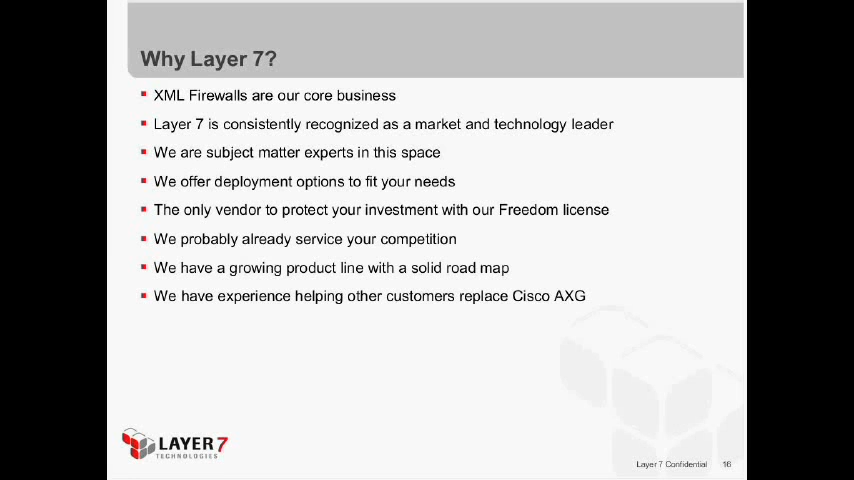 Why Layer 7?
XML Firewalls are our core business
Layer 7 is consistently recognized as a market and technology leader
We are subject matter experts in this space
We offer deployment options to fit your needs
The only vendor to protect your investment with our Freedom license
We probably already service your competition
We have a growing product line with a solid road map
We have experience helping other customers replace Cisco AXG
LAYER 7
TECHNOLOGIES
Layer 7 Confidential 16